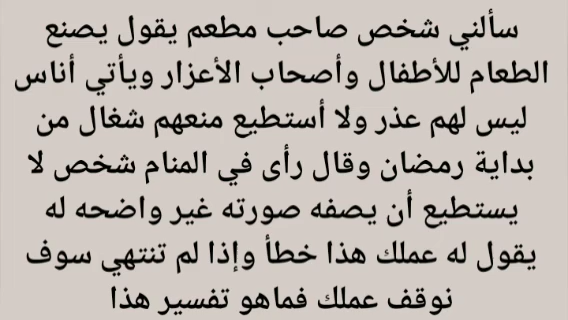 سألني شخص صاحب مطعم يقول يصنع
الطعام للأطفال وأصحاب الأعزار ويأتي أناس
ليس لهم عذر ولا أستطيع منعهم شغال من
بداية رمضان وقال رأى في المنام شخص لا
يستطيع أن يصفه صورته غير واضحه له
يقول له عملك هذا خطأ وإذا لم تنتهي سوف
نوقف عملك فماهو تفسير هذا